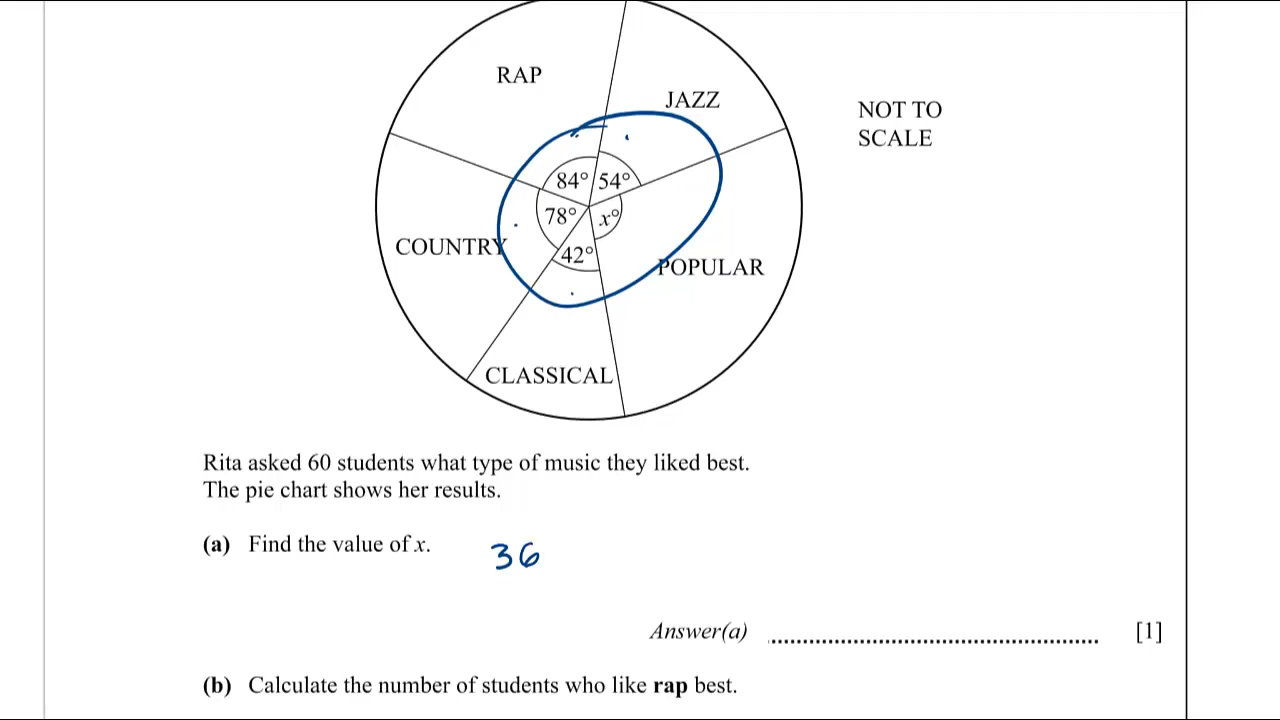 RAP
JAZZ
NOT TO
SCALE
84° 54°
78° x°
COUNTRY
42°
POPULAR
CLASSICAL
Rita asked 60 students what type of music they liked best.
The pie chart shows her results.
(a) Find the value of x. 36
Answer(a) ................................................ [1]
(b) Calculate the number of students who like rap best.